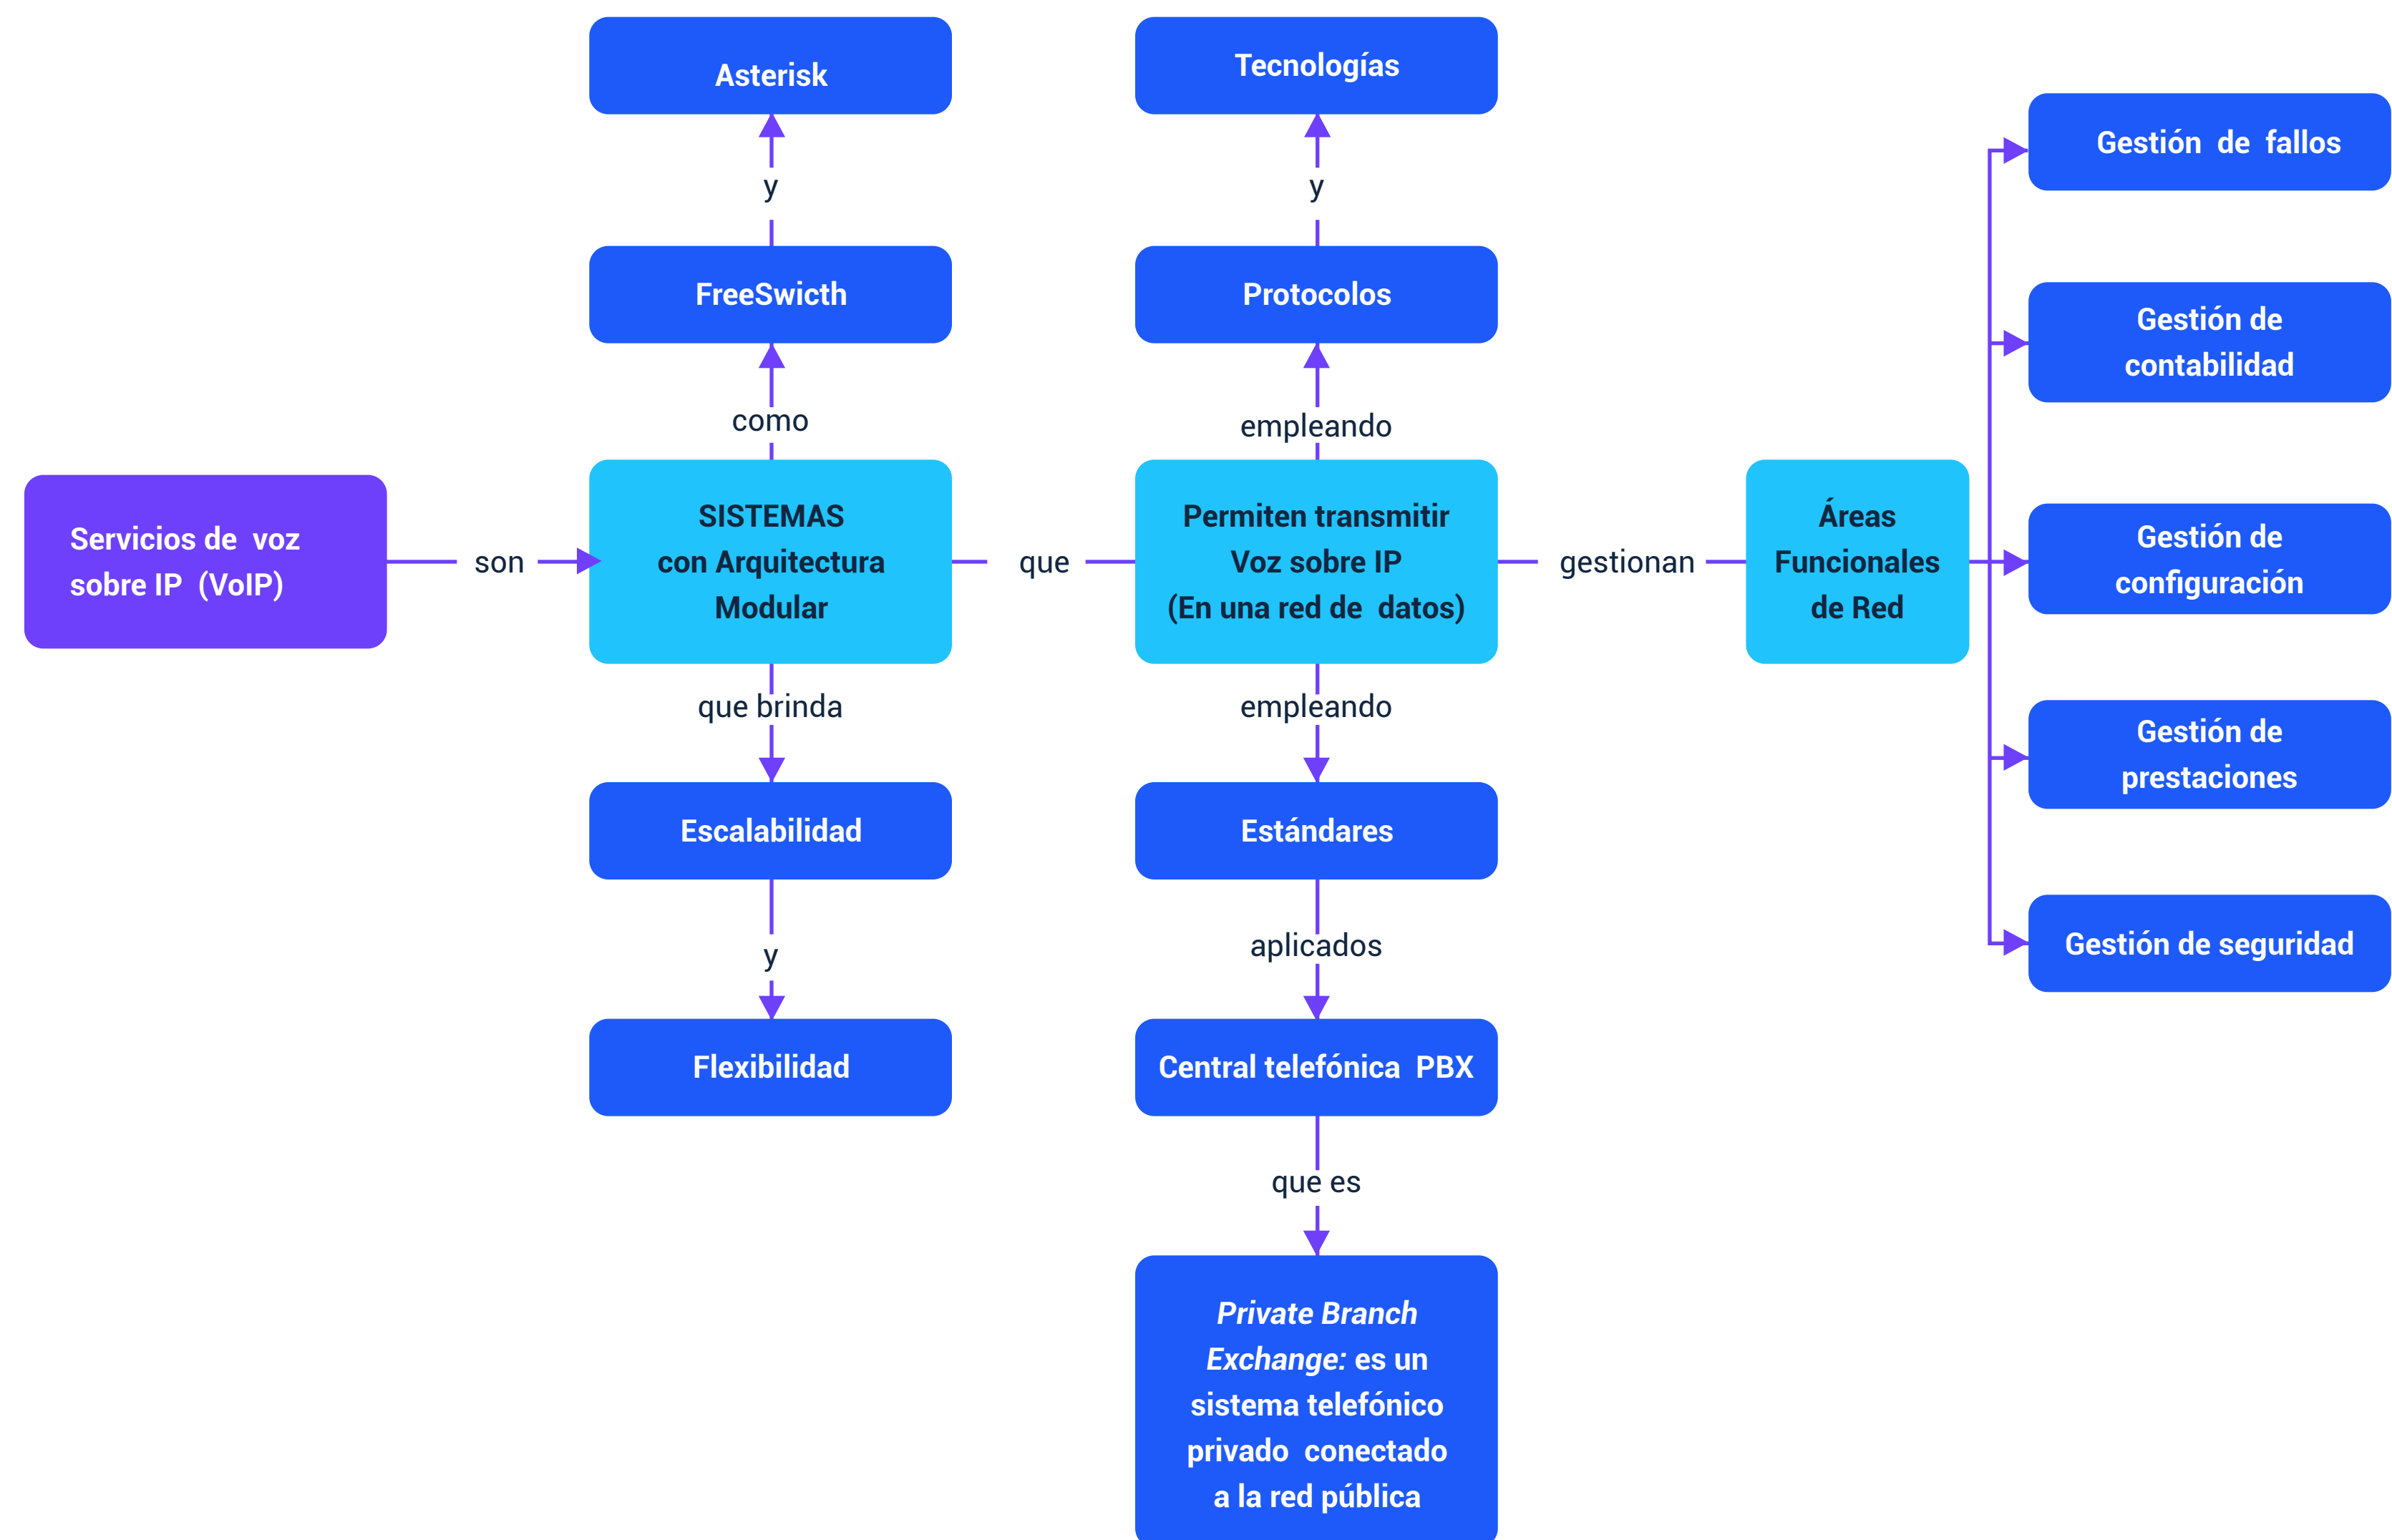 Asterisk
y
FreeSwicth
como
Servicios de voz
sobre IP (VoIP)
son
SISTEMAS
con Arquitectura
Modular
que brinda
Escalabilidad
y
Flexibilidad
que
Tecnologías
y
Protocolos
empleando
Permiten transmitir
Voz sobre IP
(En una red de datos)
empleando
Estándares
aplicados
Central telefónica PBX
que es
Private Branch
Exchange: es un
sistema telefónico
privado conectado
a la red pública
gestionan
Áreas
Funcionales
de Red
Gestión de fallos
Gestión de
contabilidad
Gestión de
configuración
Gestión de
prestaciones
Gestión de seguridad